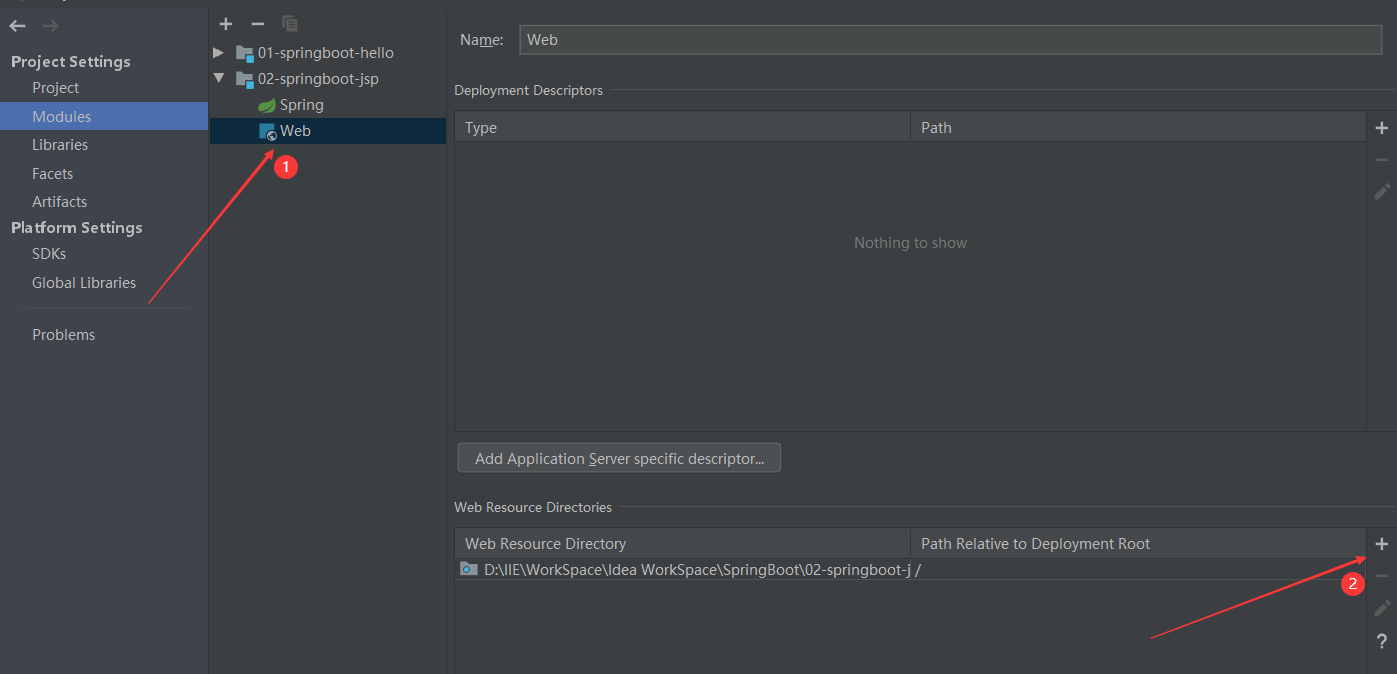 Project Settings
Project
Modules
Libraries
Facets
Artifacts
Platform Settings
SDKs
Global Libraries
Problems
01-springboot-hello
02-springboot-jsp
Spring
Web
1
Name: Web
Deployment Descriptors
Type Path
Nothing to show
Add Application Server specific descriptor...
Web Resource Directories
Web Resource Directory Path Relative to Deployment Root
D:\IIE\WorkSpace\Idea WorkSpace\SpringBoot\02-springboot-j /
2
?